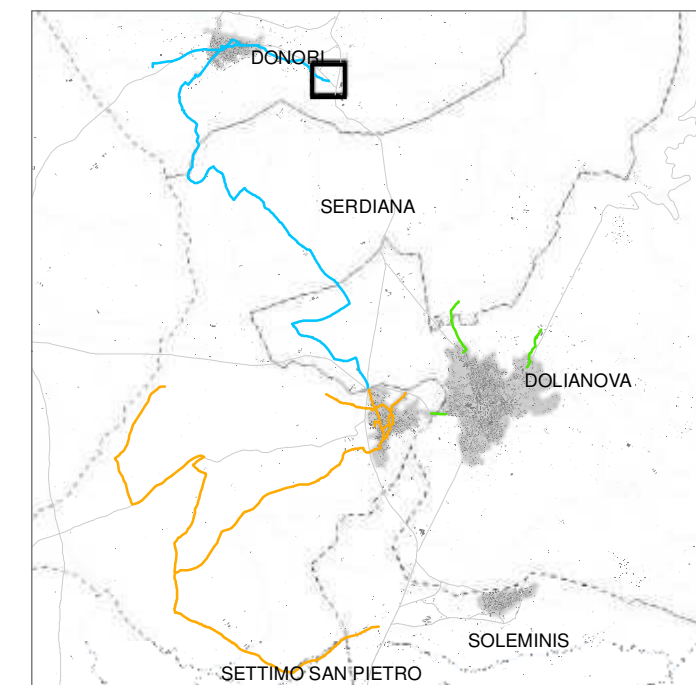 DONORI
SERDIANA
DOLIANOVA
SOLEMINIS
SETTIMO SAN PIETRO